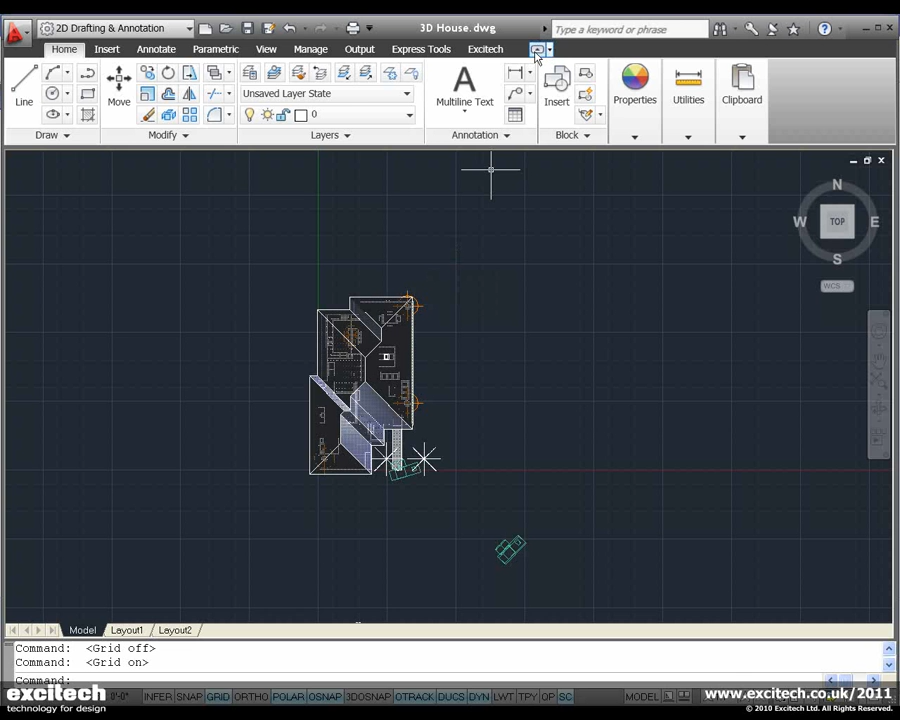 2D Drafting & Annotation
3D House.dwg
Type a keyword or phrase
Home Insert Annotate Parametric View Manage Output Express Tools Excitech
Line Move Unsaved Layer State Multiline Text Insert Properties Utilities Clipboard
0
Draw Modify Layers Annotation Block
N
W TOP E
S
WCS
Model Layout1 Layout2
Command: <Grid off>
Command: <Grid on>
Command:
INFER SNAP GRID ORTHO POLAR OSNAP 3DOSNAP OTRACK DUCS DYN LWT TPY QP SC MODEL
excitech
technology for design
www.excitech.co.uk/2011
© 2010 Excitech Ltd. All Rights Reserved.